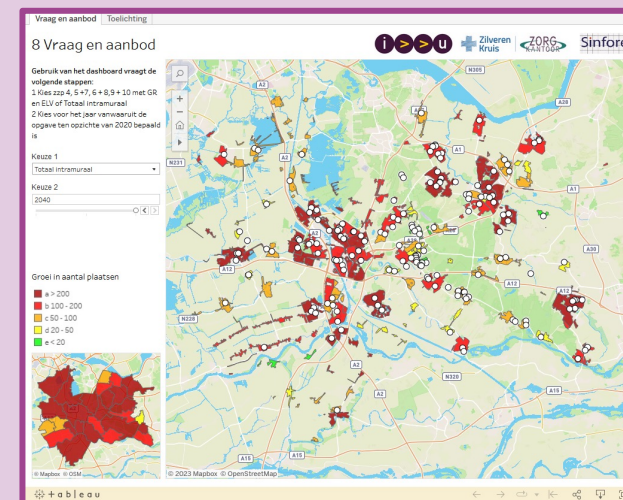 Vraag en aanbod
Toelichting
8 Vraag en aanbod
i>>u
Zilveren
Kruis
ZORG
KANTOOR
Sinfore
Gebruik van het dashboard vraagt de
volgende stappen:
1 Kies zzp 4, 5 +7, 6 + 8,9 + 10 met GR
en ELV of Totaal intramuraal
2 Kies voor het jaar vanwaaruit de
opgave ten opzichte van 2020 bepaald
is
Keuze 1
Totaal intramuraal
Keuze 2
2040
Groei in aantal plaatsen
a > 200
b 100 - 200
c 50 - 100
d 20 - 50
e < 20
© Mapbox © OSM
N305
A2
A28
N231
A2
A1
A1
A2
A30
A12
A12
A12
N228
A2
N320
A2
A15
A15
A15
© 2023 Mapbox © OpenStreetMap
+ a b l e a u